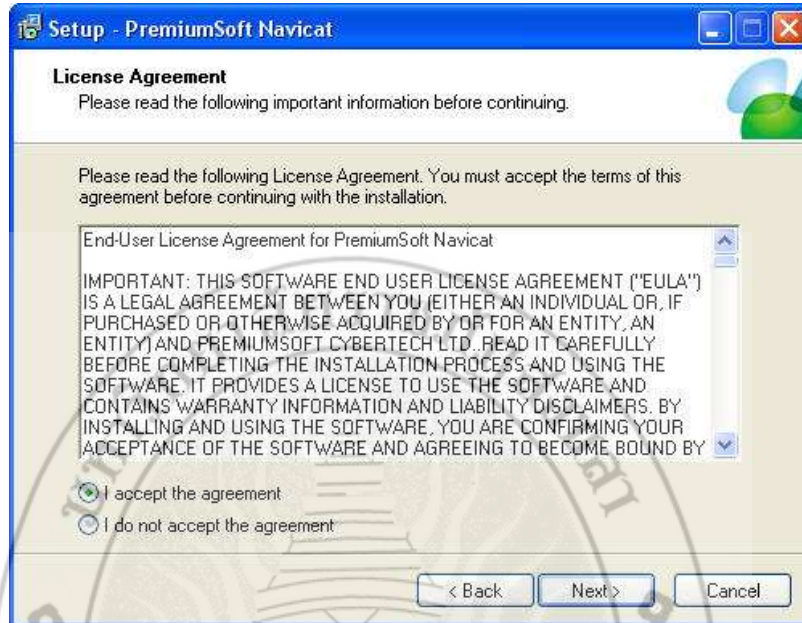 Setup - PremiumSoft Navicat
License Agreement
Please read the following important information before continuing.
Please read the following License Agreement. You must accept the terms of this
agreement before continuing with the installation.
End-User License Agreement for PremiumSoft Navicat
IMPORTANT: THIS SOFTWARE END USER LICENSE AGREEMENT ("EULA")
IS A LEGAL AGREEMENT BETWEEN YOU (EITHER AN INDIVIDUAL OR, IF
PURCHASED OR OTHERWISE ACQUIRED BY OR FOR AN ENTITY, AN
ENTITY) AND PREMIUMSOFT CYBERTECH LTD..READ IT CAREFULLY
BEFORE COMPLETING THE INSTALLATION PROCESS AND USING THE
SOFTWARE. IT PROVIDES A LICENSE TO USE THE SOFTWARE AND
CONTAINS WARRANTY INFORMATION AND LIABILITY DISCLAIMERS. BY
INSTALLING AND USING THE SOFTWARE, YOU ARE CONFIRMING YOUR
ACCEPTANCE OF THE SOFTWARE AND AGREEING TO BECOME BOUND BY
I accept the agreement
I do not accept the agreement
< Back
Next >
Cancel